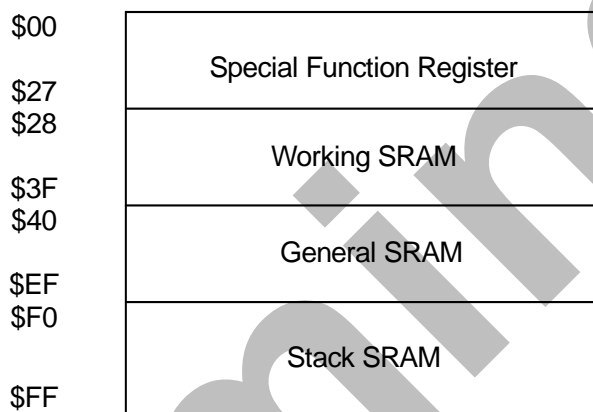 $00
Special Function Register
$27
$28
Working SRAM
$3F
$40
General SRAM
$EF
$F0
Stack SRAM
$FF